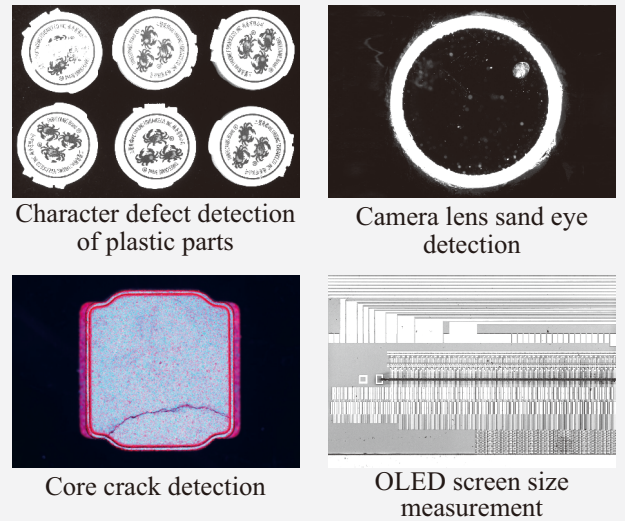 Character defect detection
of plastic parts
Camera lens sand eye
detection
Core crack detection
OLED screen size
measurement